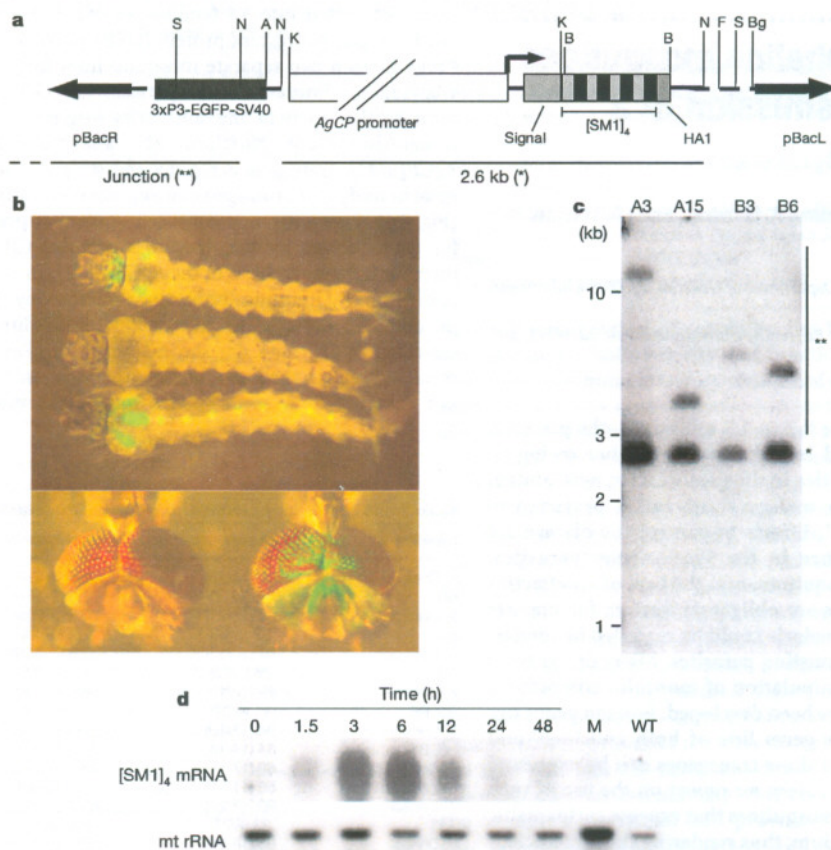 a
S N A N K K B B N F S Bg
3xP3-EGFP-SV40
AgCP promoter
pBacR
Signal
[SM1]4
HA1
pBacL
Junction (**)
2.6 kb (*)
b
c
A3 A15 B3 B6
(kb)
10
3
2
1
**
*
d
Time (h)
0 1.5 3 6 12 24 48 M WT
[SM1]4 mRNA
mt rRNA